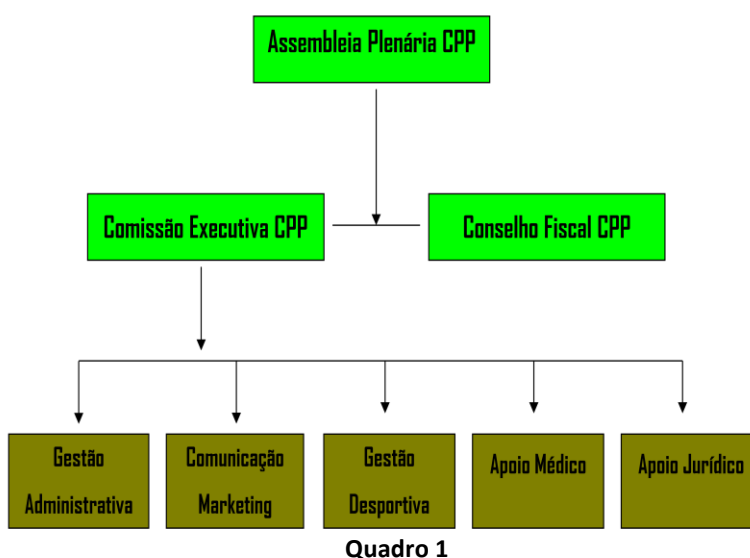 Assembleia Plenária CPP
Comissão Executiva CPP
Conselho Fiscal CPP
Gestão
Administrativa
Comunicação
Marketing
Gestão
Desportiva
Apoio Médico
Apoio Jurídico
Quadro 1